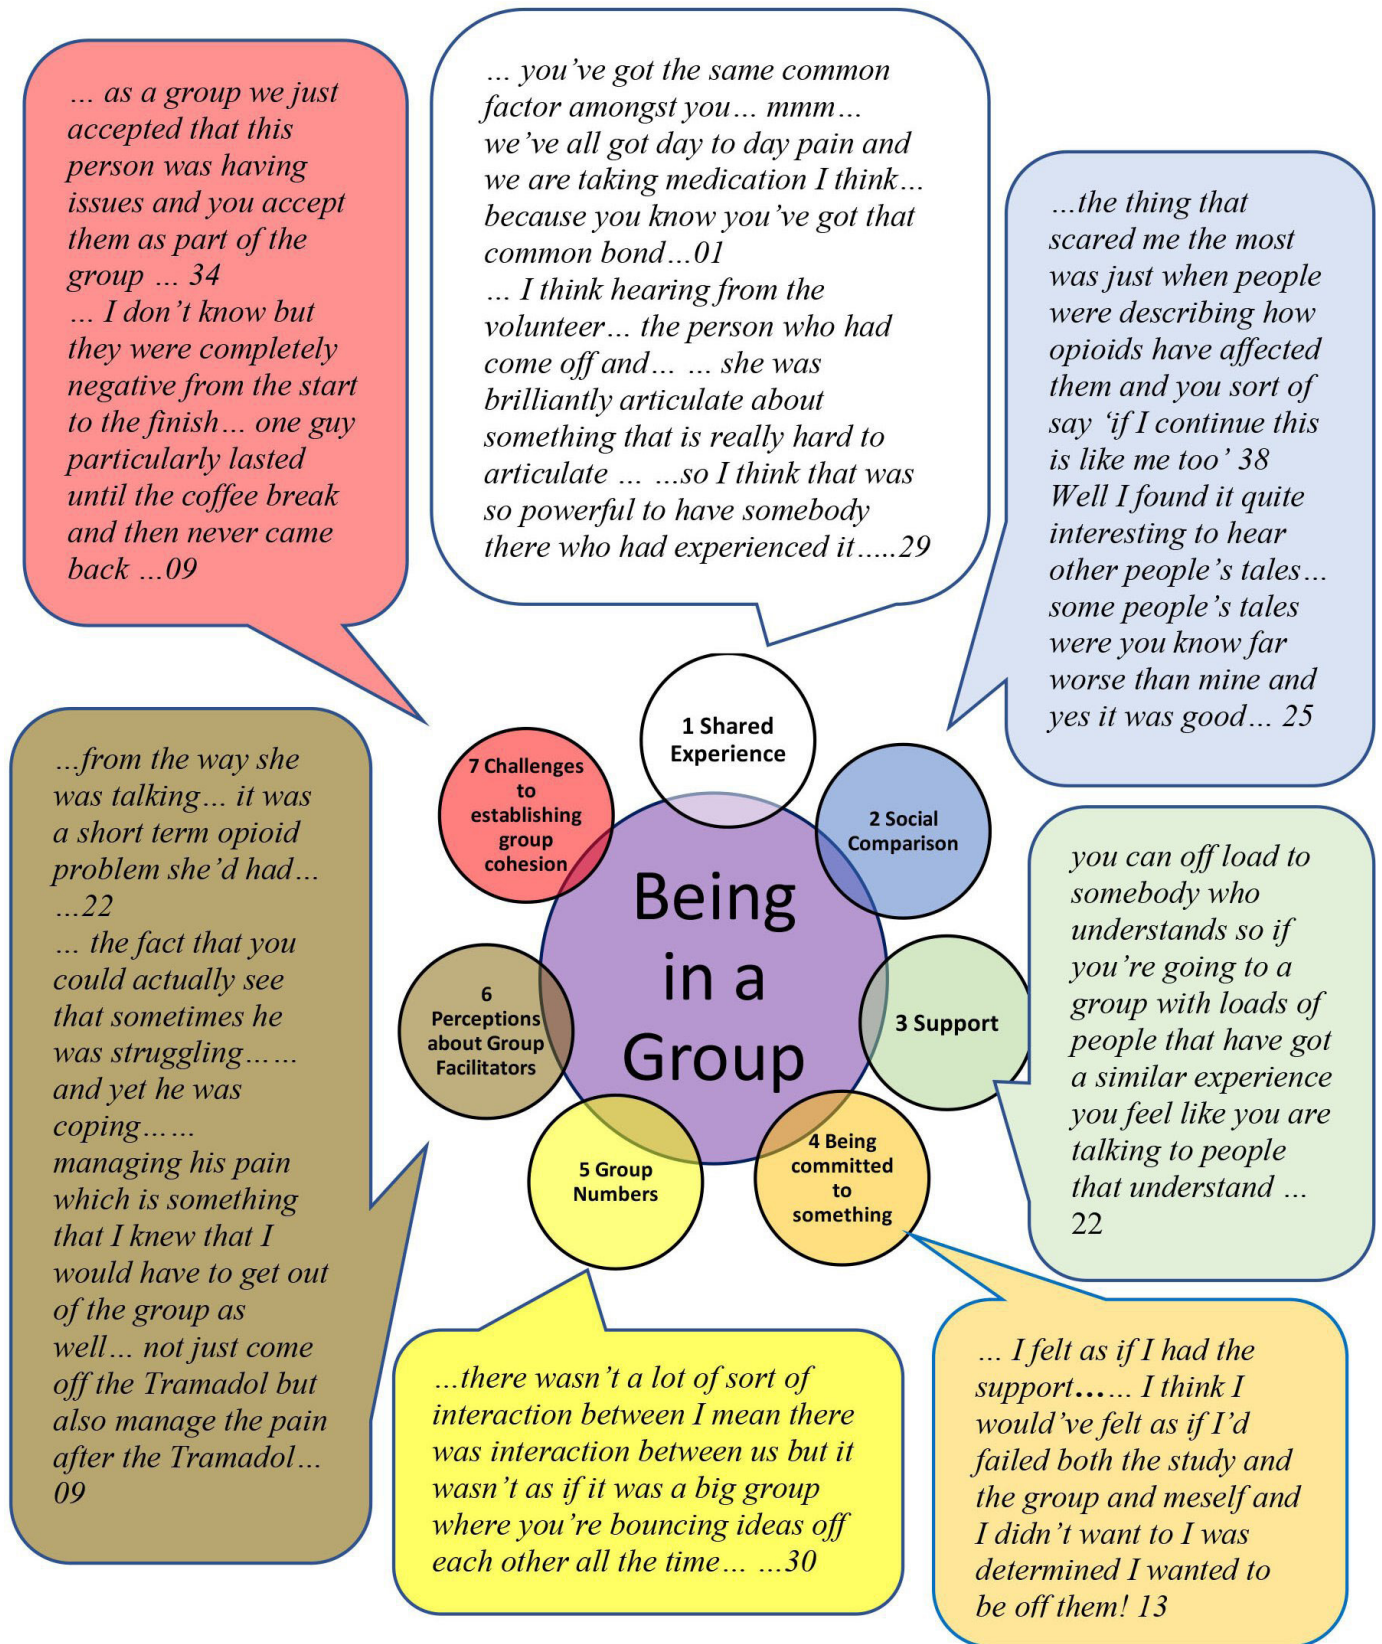 … as a group we just
accepted that this
person was having
issues and you accept
them as part of the
group … 34
… I don’t know but
they were completely
negative from the start
to the finish… one guy
particularly lasted
until the coffee break
and then never came
back …09
… you’ve got the same common
factor amongst you… mmm…
we’ve all got day to day pain and
we are taking medication I think…
because you know you’ve got that
common bond…01
… I think hearing from the
volunteer… the person who had
come off and… … she was
brilliantly articulate about
something that is really hard to
articulate … …so I think that was
so powerful to have somebody
there who had experienced it…..29
…the thing that
scared me the most
was just when people
were describing how
opioids have affected
them and you sort of
say ‘if I continue this
is like me too’ 38
Well I found it quite
interesting to hear
other people’s tales…
some people’s tales
were you know far
worse than mine and
yes it was good… 25
1 Shared
Experience
2 Social
Comparison
3 Support
4 Being
committed
to
something
5 Group
Numbers
6
Perceptions
about Group
Facilitators
7 Challenges
to
establishing
group
cohesion
Being
in a
Group
…from the way she
was talking… it was
a short term opioid
problem she’d had…
…22
… the fact that you
could actually see
that sometimes he
was struggling……
and yet he was
coping……
managing his pain
which is something
that I knew that I
would have to get out
of the group as
well… not just come
off the Tramadol but
also manage the pain
after the Tramadol…
09
you can off load to
somebody who
understands so if
you’re going to a
group with loads of
people that have got
a similar experience
you feel like you are
talking to people
that understand …
22
…there wasn’t a lot of sort of
interaction between I mean there
was interaction between us but it
wasn’t as if it was a big group
where you’re bouncing ideas off
each other all the time… …30
… I felt as if I had the
support…… I think I
would’ve felt as if I’d
failed both the study and
the group and meself and
I didn’t want to I was
determined I wanted to
be off them! 13